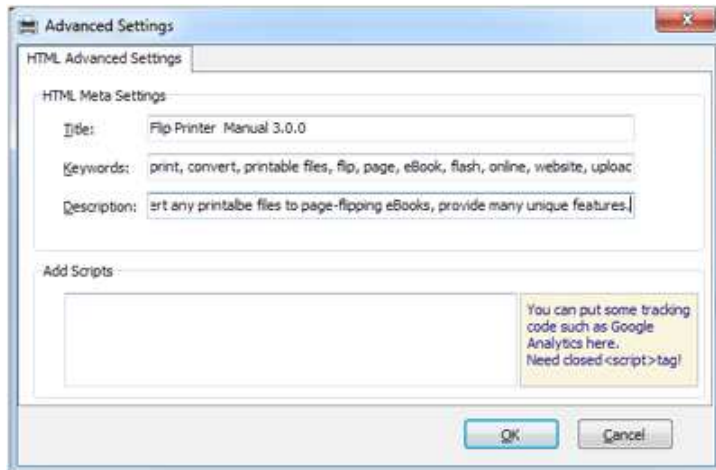 Advanced Settings
HTML Advanced Settings
HTML Meta Settings
Title: Flip Printer Manual 3.0.0
Keywords: print, convert, printable files, flip, page, eBook, flash, online, website, uploac
Description: ert any printalbe files to page-flipping eBooks, provide many unique features.
Add Scripts
You can put some tracking
code such as Google
Analytics here.
Need closed<script>tag!
OK Cancel